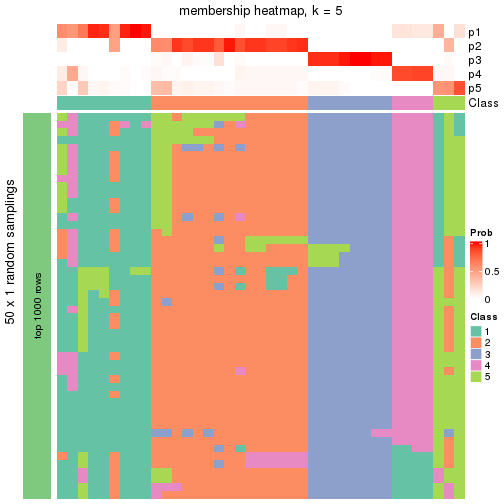 membership heatmap, k = 5
p1
p2
p3
p4
p5
Class
50 x 1 random samplings
top 1000 rows
Prob
1
0.5
0
Class
1
2
3
4
5